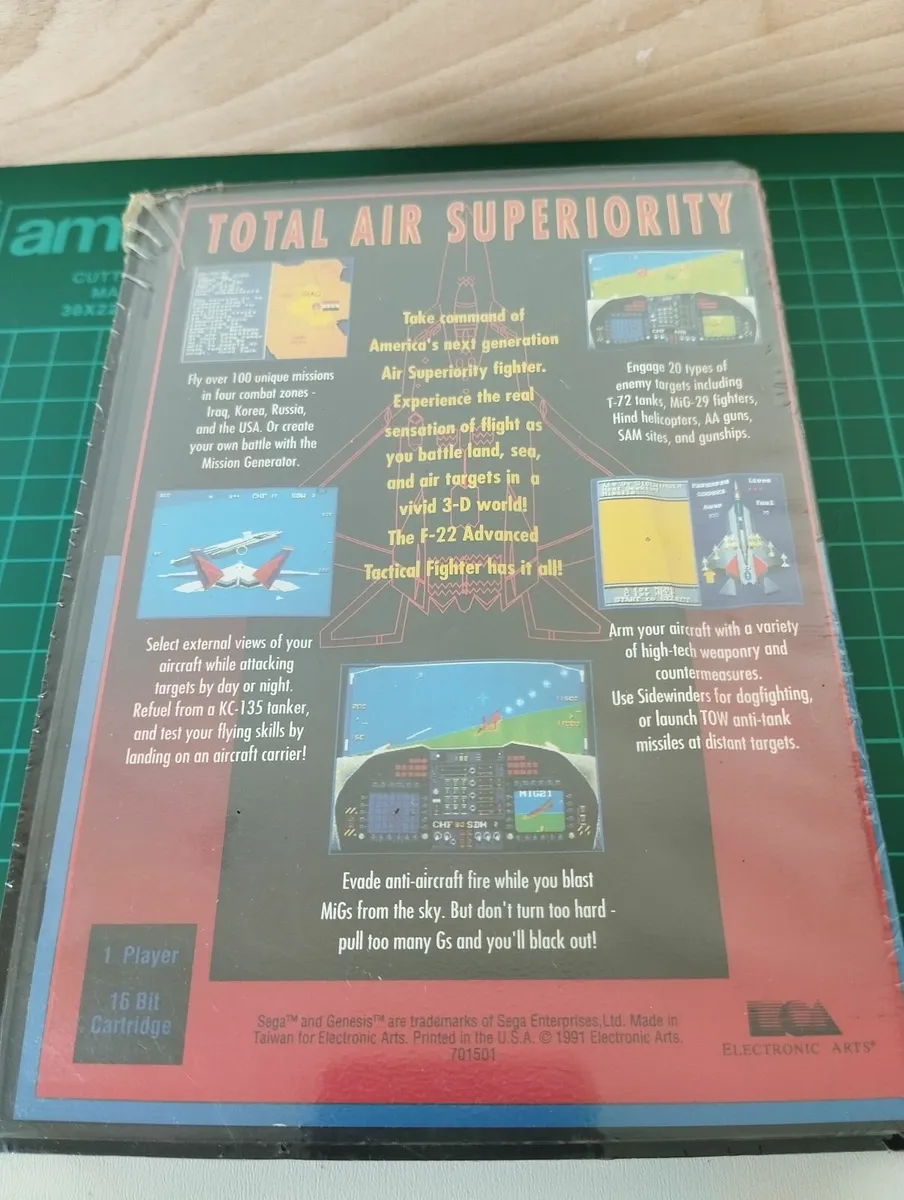 TOTAL AIR SUPERIORITY
Take command of
America's next generation
Air Superiority fighter.
Experience the real
sensation of flight as
you battle land, sea,
and air targets in a
vivid 3-D world!
The F-22 Advanced
Tactical Fighter has it all!
Fly over 100 unique missions
in four combat zones -
Iraq, Korea, Russia,
and the USA. Or create
your own battle with the
Mission Generator.
Engage 20 types of
enemy targets including
T-72 tanks, MiG-29 fighters,
Hind helicopters, AA guns,
SAM sites, and gunships.
Select external views of your
aircraft while attacking
targets by day or night.
Refuel from a KC-135 tanker,
and test your flying skills by
landing on an aircraft carrier!
Arm your aircraft with a variety
of high-tech weaponry and
countermeasures.
Use Sidewinders for dogfighting,
or launch TOW anti-tank
missiles at distant targets.
MIG21
Evade anti-aircraft fire while you blast
MiGs from the sky. But don't turn too hard -
pull too many Gs and you'll black out!
1 Player
16 Bit
Cartridge
Sega™ and Genesis™ are trademarks of Sega Enterprises,Ltd. Made in
Taiwan for Electronic Arts. Printed in the U.S.A. © 1991 Electronic Arts.
701501
ELECTRONIC ARTS®
am
CUTT
MA